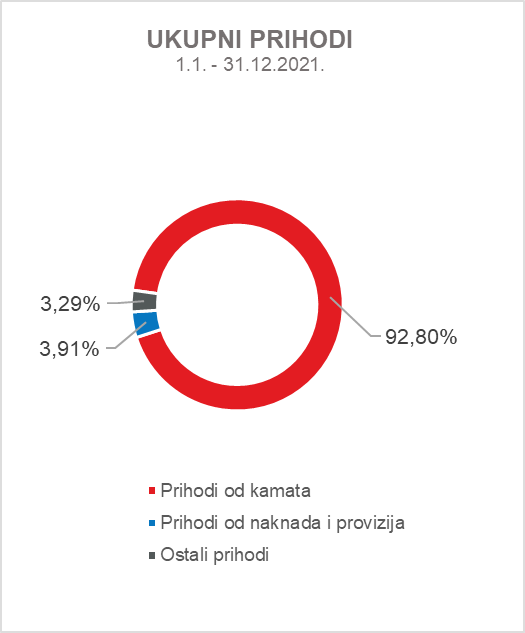 UKUPNI PRIHODI
1.1. - 31.12.2021.
3,29%
3,91%
92,80%
Prihodi od kamata
Prihodi od naknada i provizija
Ostali prihodi